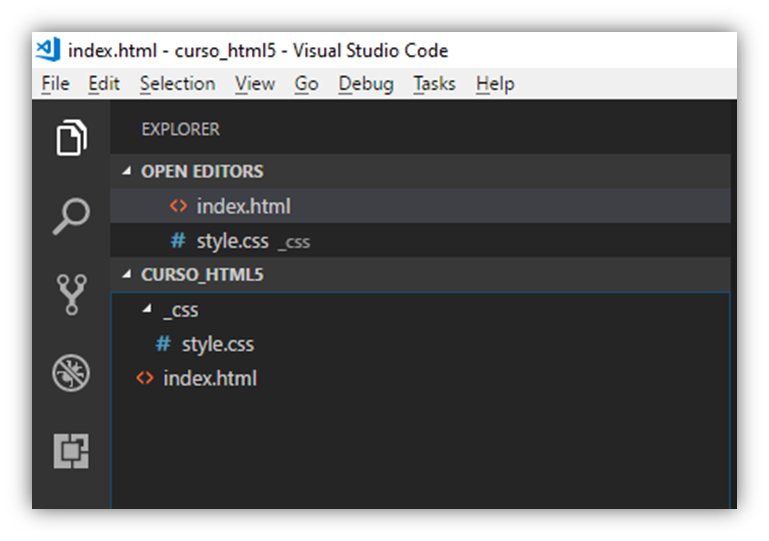 index.html - curso_html5 - Visual Studio Code
File Edit Selection View Go Debug Tasks Help
EXPLORER
OPEN EDITORS
<> index.html
# style.css _css
CURSO_HTML5
_css
# style.css
<> index.html